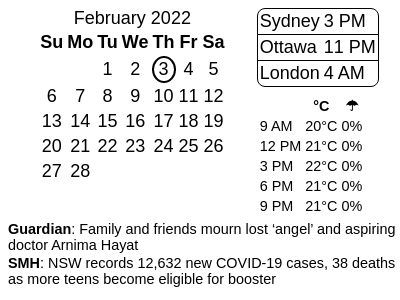 February 2022
Su Mo Tu We Th Fr Sa
1 2 3 4 5
6 7 8 9 10 11 12
13 14 15 16 17 18 19
20 21 22 23 24 25 26
27 28
Sydney 3 PM
Ottawa 11 PM
London 4 AM
°C ☂
9 AM 20°C 0%
12 PM 21°C 0%
3 PM 22°C 0%
6 PM 21°C 0%
9 PM 21°C 0%
Guardian: Family and friends mourn lost ‘angel’ and aspiring
doctor Arnima Hayat
SMH: NSW records 12,632 new COVID-19 cases, 38 deaths
as more teens become eligible for booster